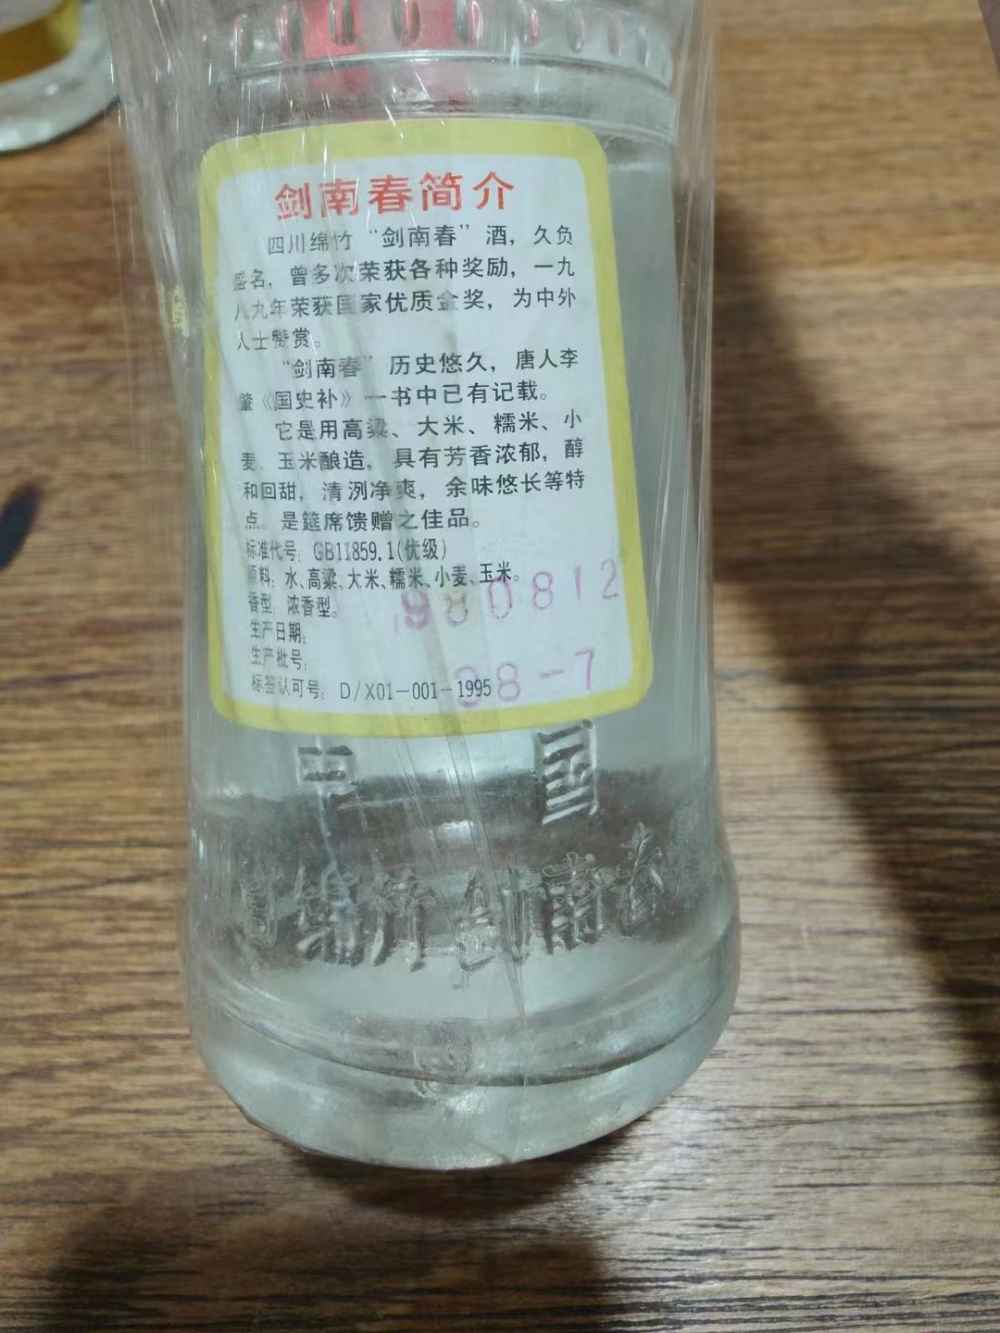 剑南春简介
四川绵竹“剑南春”酒，久负
盛名，曾多次荣获各种奖励，一九
八九年荣获国家优质金奖，为中外
人士赞赏。
“剑南春”历史悠久，唐人李
肇《国史补》一书中已有记载。
它是用高粱、大米、糯米、小
麦、玉米酿造，具有芳香浓郁，醇
和回甜，清洌净爽，余味悠长等特
点。是筵席馈赠之佳品。
标准代号：GB11859.1(优级)
原料：水、高粱、大米、糯米、小麦、玉米。
香型：浓香型。
生产日期： 19980812
生产批号：
98-7
标签认可号：D/X01-001-1995
中国
绵竹剑南春